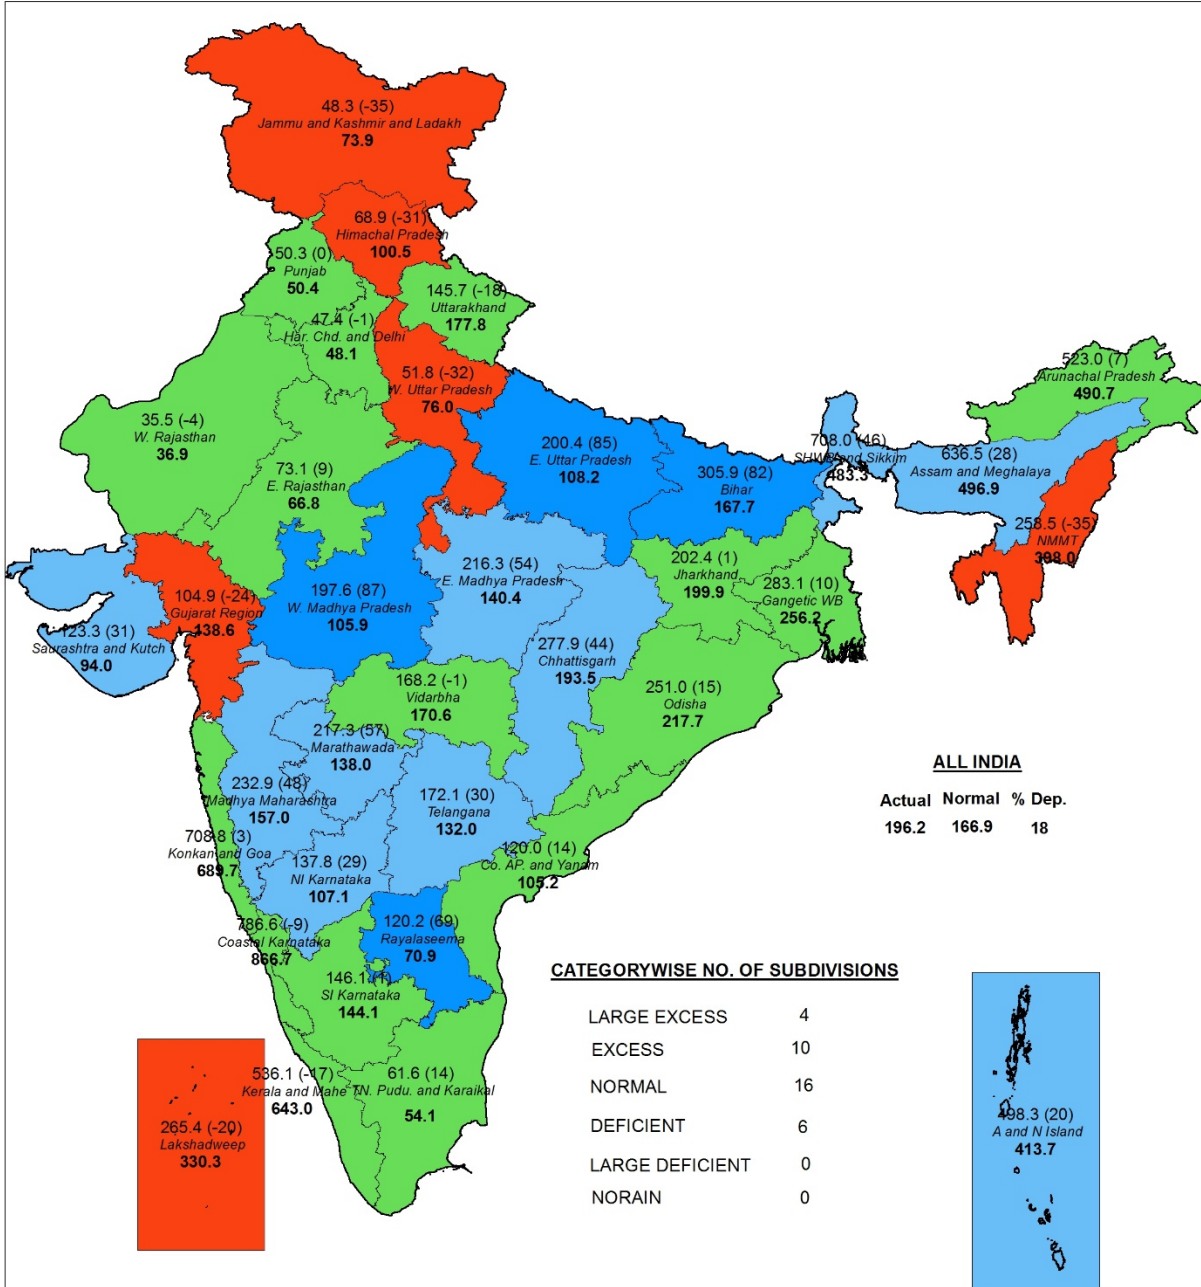 48.3 (-35)
Jammu and Kashmir and Ladakh
73.9
68.9 (-31)
Himachal Pradesh
100.5
50.3 (0)
Punjab
50.4
145.7 (-18)
Uttarakhand
177.8
47.4 (-1)
Har. Chd. and Delhi
48.1
51.8 (-32)
W. Uttar Pradesh
76.0
523.0 (7)
Arunachal Pradesh
490.7
35.5 (-4)
W. Rajasthan
36.9
200.4 (85)
E. Uttar Pradesh
108.2
708.0 (46)
SHWB and Sikkim
483.3
636.5 (28)
Assam and Meghalaya
496.9
73.1 (9)
E. Rajasthan
66.8
305.9 (82)
Bihar
167.7
258.5 (-35)
NMMT
398.0
216.3 (54)
E. Madhya Pradesh
140.4
202.4 (1)
Jharkhand
199.9
283.1 (10)
Gangetic WB
256.2
104.9 (-24)
Gujarat Region
138.6
197.6 (87)
W. Madhya Pradesh
105.9
123.3 (31)
Saurashtra and Kutch
94.0
277.9 (44)
Chhattisgarh
193.5
168.2 (-1)
Vidarbha
170.6
251.0 (15)
Odisha
217.7
217.3 (57)
Marathawada
138.0
232.9 (48)
Madhya Maharashtra
157.0
172.1 (30)
Telangana
132.0
ALL INDIA
Actual Normal % Dep.
196.2 166.9 18
708.8 (3)
Konkan and Goa
689.7
137.8 (29)
NI Karnataka
107.1
120.0 (14)
Co. AP. and Yanam
105.2
786.6 (-9)
Coastal Karnataka
866.7
120.2 (69)
Rayalaseema
70.9
146.1 (1)
SI Karnataka
144.1
CATEGORYWISE NO. OF SUBDIVISIONS
LARGE EXCESS 4
EXCESS 10
NORMAL 16
DEFICIENT 6
LARGE DEFICIENT 0
NORAIN 0
536.1 (-17)
Kerala and Mahe
643.0
61.6 (14)
TN. Pudu. and Karaikal
54.1
265.4 (-20)
Lakshadweep
330.3
498.3 (20)
A and N Island
413.7